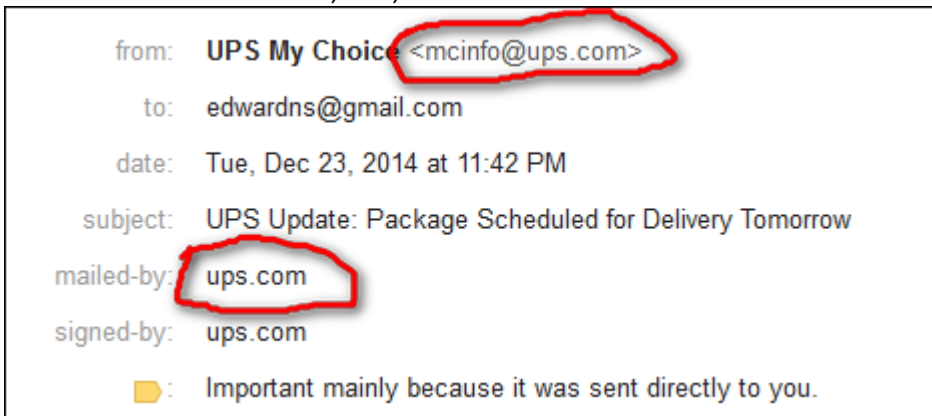 from: UPS My Choice <mcinfo@ups.com>
to: edwardns@gmail.com
date: Tue, Dec 23, 2014 at 11:42 PM
subject: UPS Update: Package Scheduled for Delivery Tomorrow
mailed-by: ups.com
signed-by: ups.com
: Important mainly because it was sent directly to you.